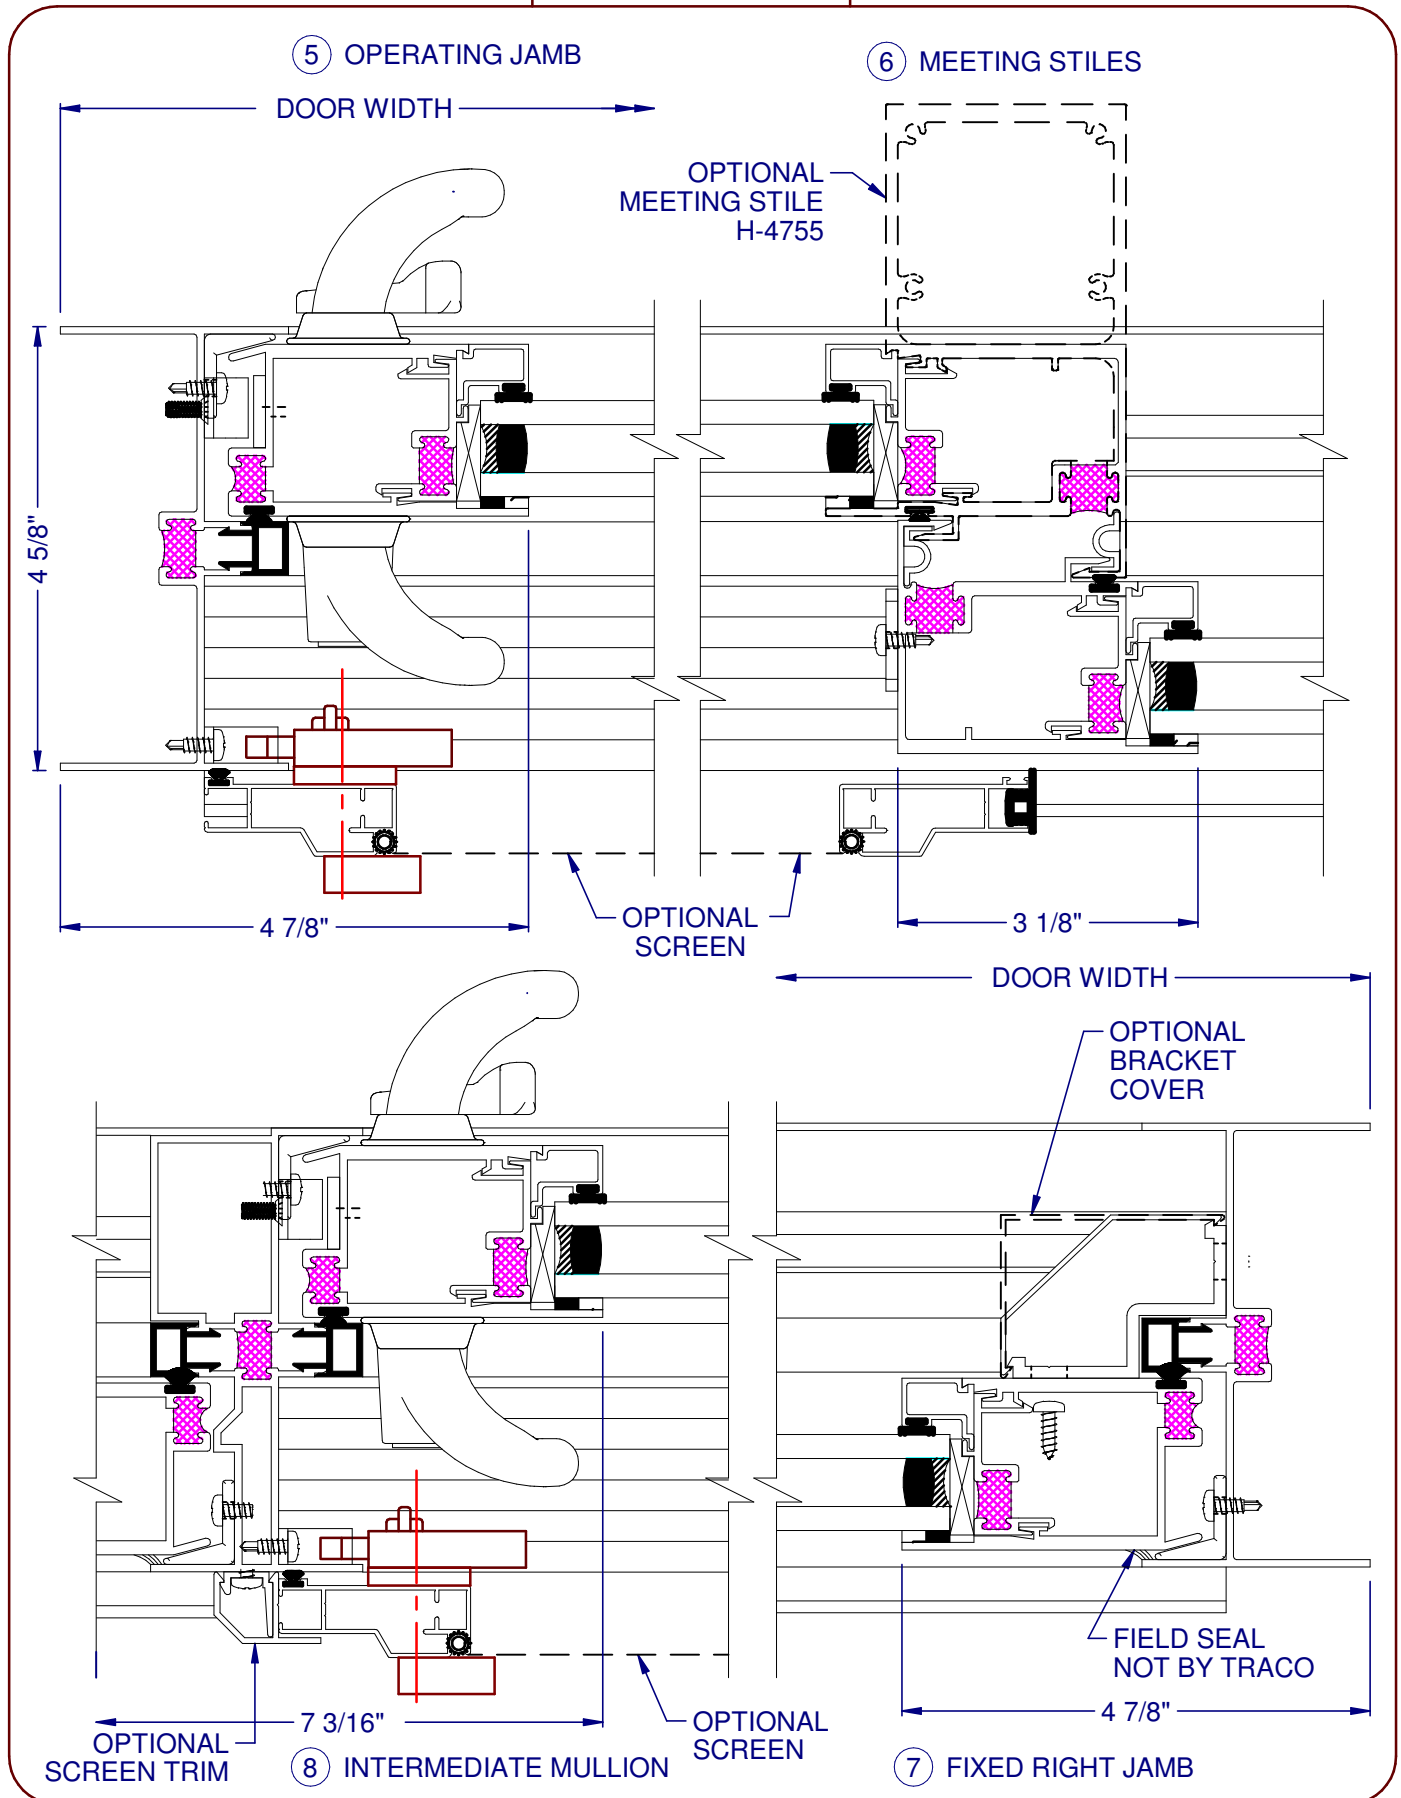 5 OPERATING JAMB
6 MEETING STILES
DOOR WIDTH
OPTIONAL
MEETING STILE
H-4755
4 5/8"
4 7/8"
OPTIONAL
SCREEN
3 1/8"
DOOR WIDTH
OPTIONAL
BRACKET
COVER
FIELD SEAL
NOT BY TRACO
4 7/8"
7 3/16"
OPTIONAL
SCREEN
OPTIONAL
SCREEN TRIM
8 INTERMEDIATE MULLION
7 FIXED RIGHT JAMB